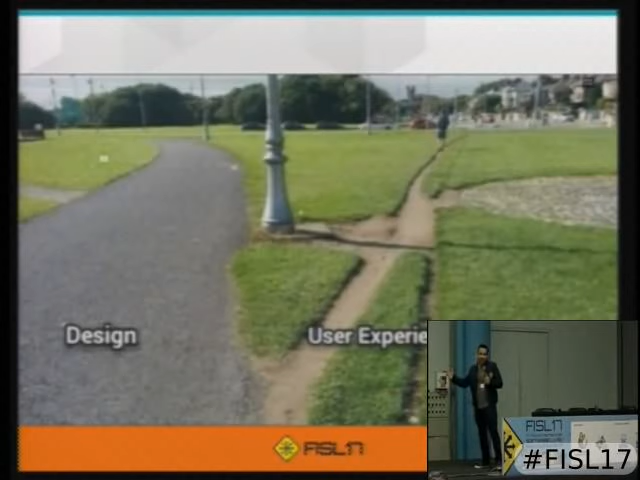 Design
User Experie
FISL17
FISL17
#FISL17